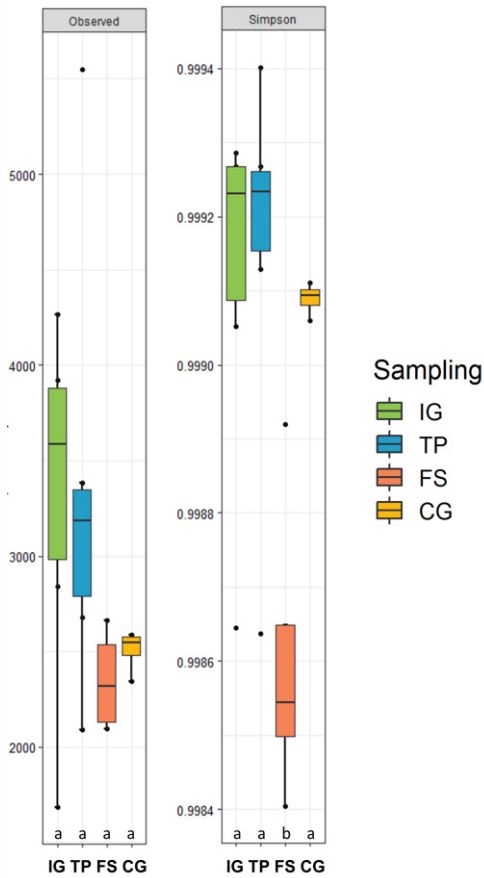 Observed
Simpson
5000
4000
3000
2000
0.9994
0.9992
0.9990
0.9988
0.9986
0.9984
Sampling
IG
TP
FS
CG
a a a a
a a b a
IG TP FS CG
IG TP FS CG